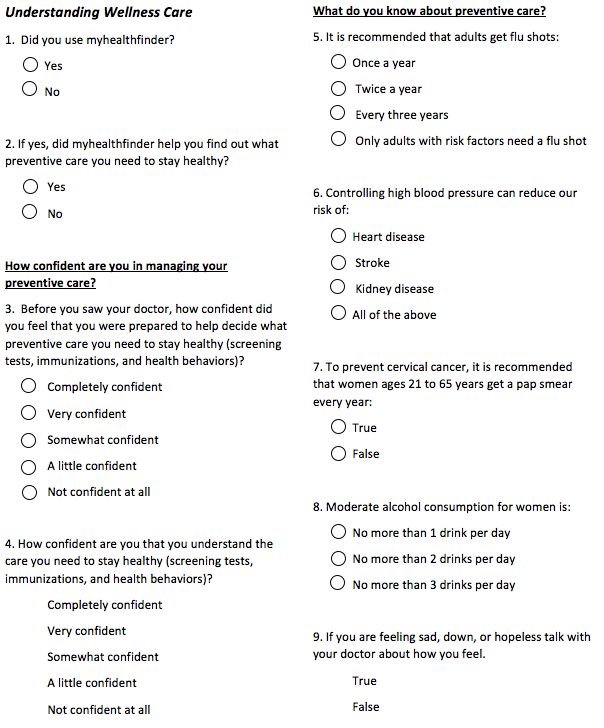 Understanding Wellness Care
1. Did you use myhealthfinder?
Yes
No
2. If yes, did myhealthfinder help you find out what
preventive care you need to stay healthy?
Yes
No
How confident are you in managing your
preventive care?
3. Before you saw your doctor, how confident did
you feel that you were prepared to help decide what
preventive care you need to stay healthy (screening
tests, immunizations, and health behaviors)?
Completely confident
Very confident
Somewhat confident
A little confident
Not confident at all
4. How confident are you that you understand the
care you need to stay healthy (screening tests,
immunizations, and health behaviors)?
Completely confident
Very confident
Somewhat confident
A little confident
Not confident at all
What do you know about preventive care?
5. It is recommended that adults get flu shots:
Once a year
Twice a year
Every three years
Only adults with risk factors need a flu shot
6. Controlling high blood pressure can reduce our
risk of:
Heart disease
Stroke
Kidney disease
All of the above
7. To prevent cervical cancer, it is recommended
that women ages 21 to 65 years get a pap smear
every year:
True
False
8. Moderate alcohol consumption for women is:
No more than 1 drink per day
No more than 2 drinks per day
No more than 3 drinks per day
9. If you are feeling sad, down, or hopeless talk with
your doctor about how you feel.
True
False